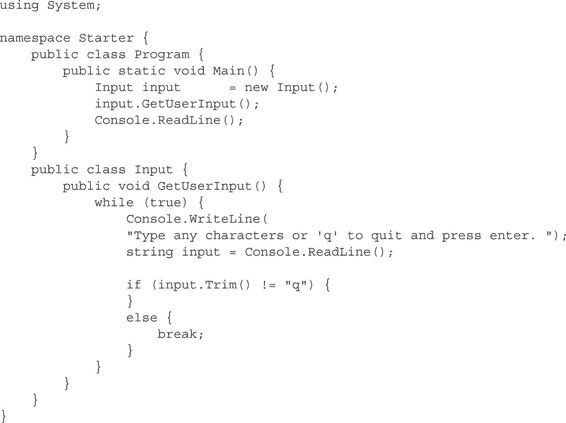 using System;

namespace Starter {
    public class Program {
        public static void Main() {
            Input input      = new Input();
            input.GetUserInput();
            Console.ReadLine();
        }
    }
    public class Input {
        public void GetUserInput() {
            while (true) {
                Console.WriteLine(
                "Type any characters or 'q' to quit and press enter. ");
                string input = Console.ReadLine();

                if (input.Trim() != "q") {
                }
                else {
                    break;
                }
            }
        }
    }
}